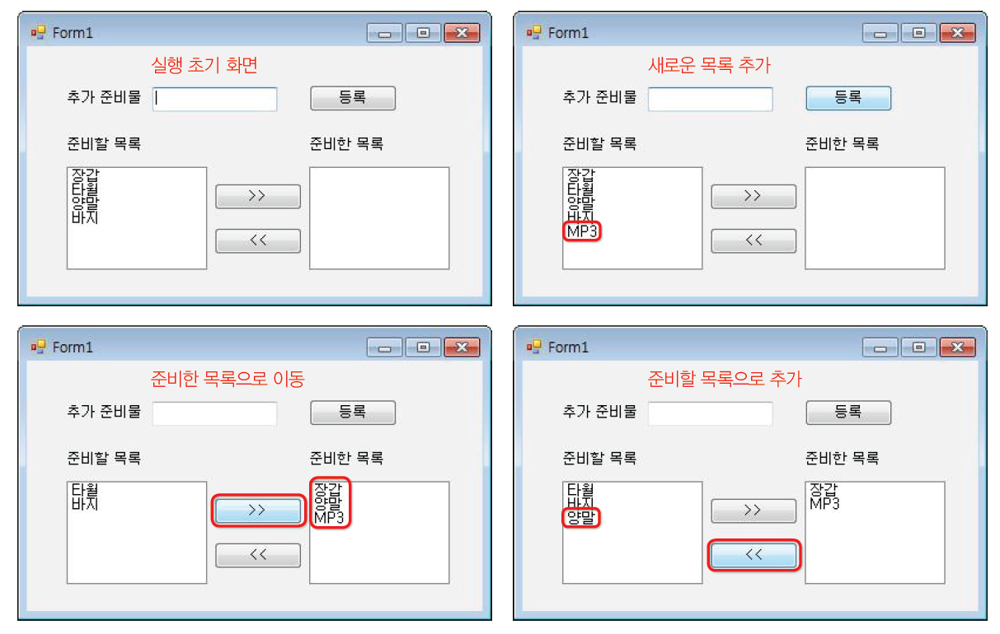 Form1
실행 초기 화면
추가 준비물
등록
준비할 목록
준비한 목록
장갑
타월
양말
바지
>>
<<
Form1
새로운 목록 추가
추가 준비물
등록
준비할 목록
준비한 목록
장갑
타월
양말
바지
MP3
>>
<<
Form1
준비한 목록으로 이동
추가 준비물
등록
준비할 목록
준비한 목록
타월
바지
>>
<<
장갑
양말
MP3
Form1
준비할 목록으로 추가
추가 준비물
등록
준비할 목록
준비한 목록
타월
바지
양말
>>
<<
장갑
MP3